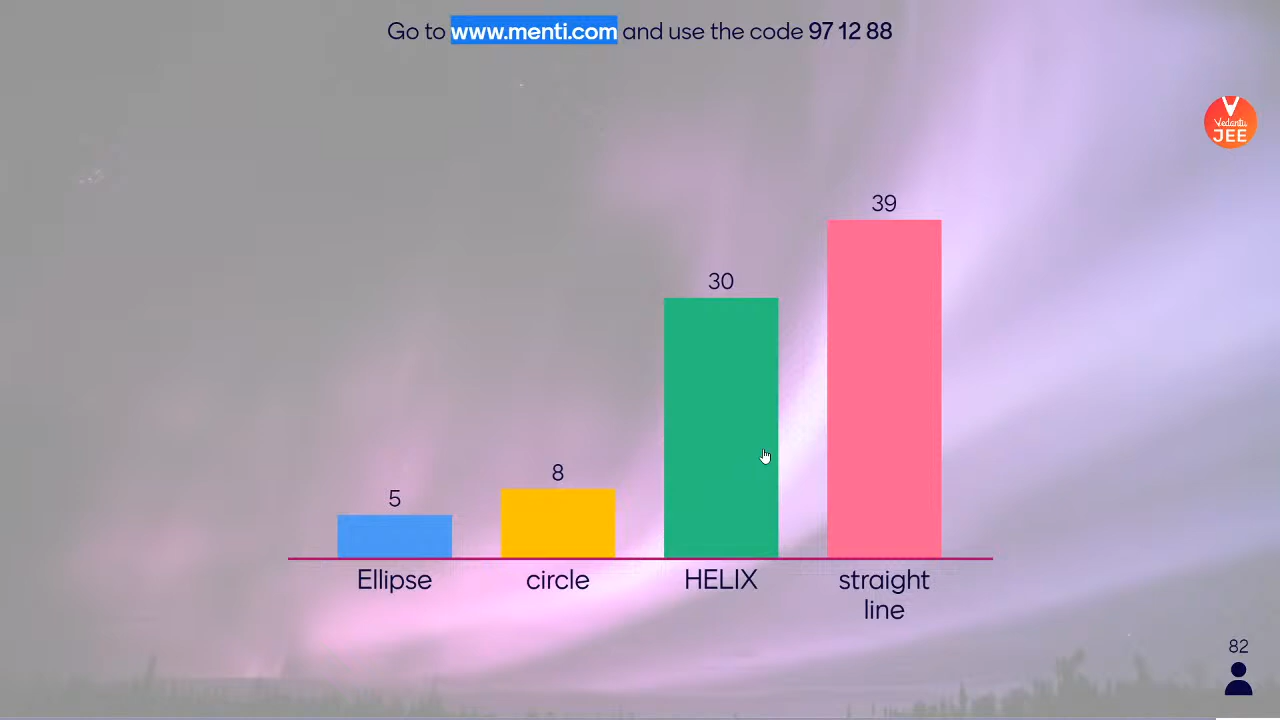 Go to www.menti.com and use the code 97 12 88
Vedantu
JEE
39
30
8
5
Ellipse
circle
HELIX
straight
line
82